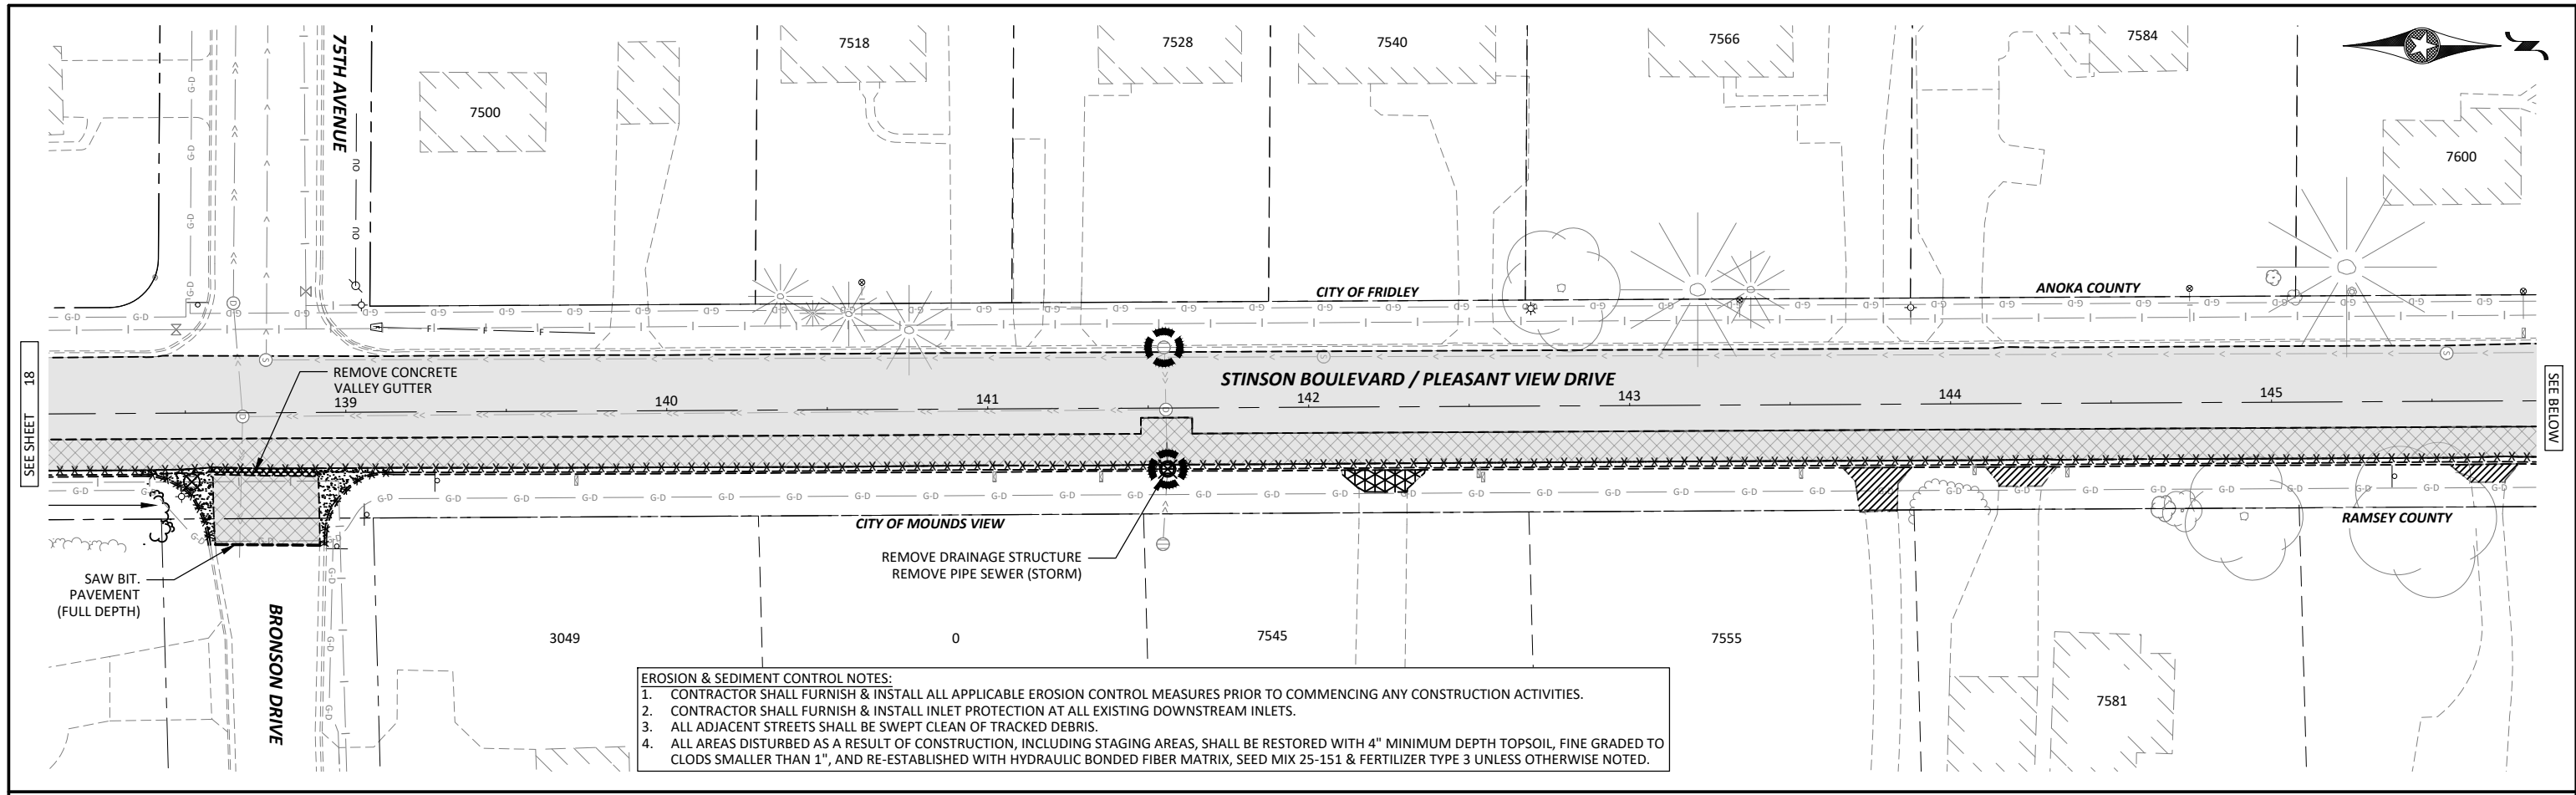 75TH AVENUE
7500
7518
7528
7540
7566
7584
7600
OU
OU
CITY OF FRIDLEY
ANOKA COUNTY
SEE SHEET 18
REMOVE CONCRETE
VALLEY GUTTER
STINSON BOULEVARD / PLEASANT VIEW DRIVE
139
140
141
142
143
144
145
SEE BELOW
CITY OF MOUNDS VIEW
RAMSEY COUNTY
REMOVE DRAINAGE STRUCTURE
REMOVE PIPE SEWER (STORM)
SAW BIT.
PAVEMENT
(FULL DEPTH)
BRONSON DRIVE
3049
0
7545
7555
7581
EROSION & SEDIMENT CONTROL NOTES:
1. CONTRACTOR SHALL FURNISH & INSTALL ALL APPLICABLE EROSION CONTROL MEASURES PRIOR TO COMMENCING ANY CONSTRUCTION ACTIVITIES.
2. CONTRACTOR SHALL FURNISH & INSTALL INLET PROTECTION AT ALL EXISTING DOWNSTREAM INLETS.
3. ALL ADJACENT STREETS SHALL BE SWEPT CLEAN OF TRACKED DEBRIS.
4. ALL AREAS DISTURBED AS A RESULT OF CONSTRUCTION, INCLUDING STAGING AREAS, SHALL BE RESTORED WITH 4" MINIMUM DEPTH TOPSOIL, FINE GRADED TO
CLODS SMALLER THAN 1", AND RE-ESTABLISHED WITH HYDRAULIC BONDED FIBER MATRIX, SEED MIX 25-151 & FERTILIZER TYPE 3 UNLESS OTHERWISE NOTED.